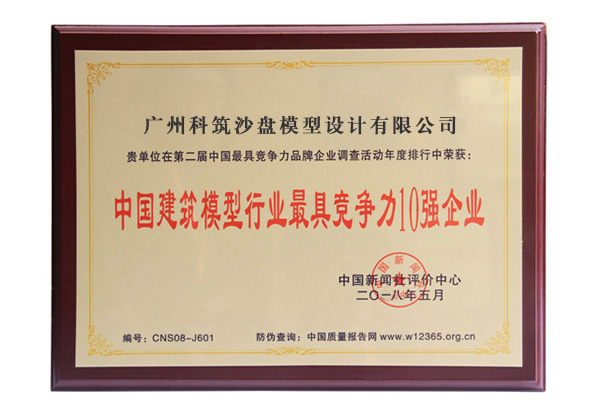 广州科筑沙盘模型设计有限公司
贵单位在第二届中国最具竞争力品牌企业调查活动年度排行中荣获：
中国建筑模型行业最具竞争力10强企业
中国新闻社评价中心
二〇一八年五月
编号：CNS08-J601 防伪查询：中国质量报告网 www.w12365.org.cn